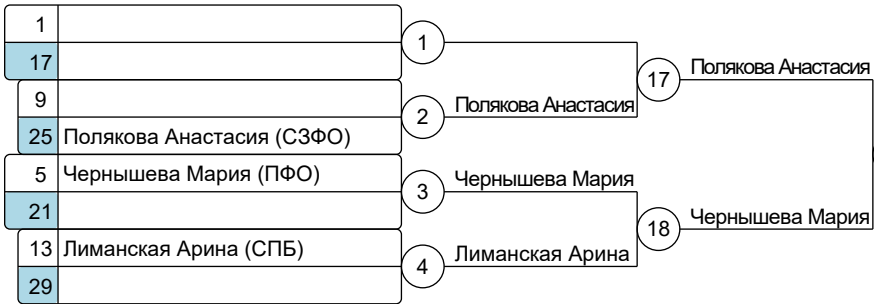 1
17
1
9
25 Полякова Анастасия (СЗФО)
2
Полякова Анастасия
17
Полякова Анастасия
5 Чернышева Мария (ПФО)
21
3
Чернышева Мария
13 Лиманская Арина (СПБ)
29
4
Лиманская Арина
18
Чернышева Мария